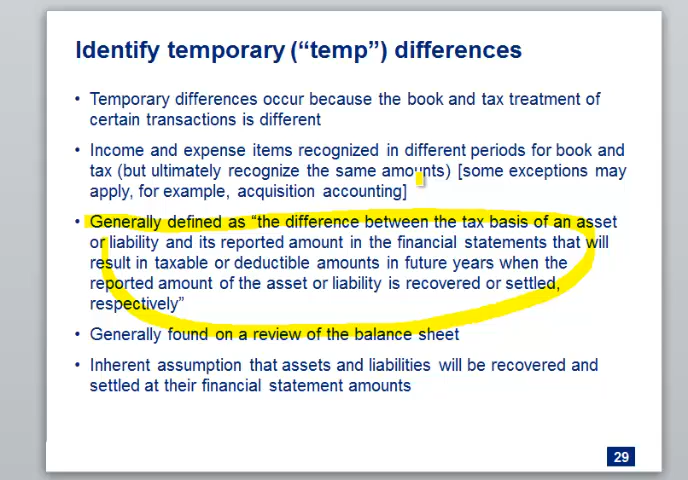 Identify temporary (“temp”) differences
• Temporary differences occur because the book and tax treatment of
certain transactions is different
• Income and expense items recognized in different periods for book and
tax (but ultimately recognize the same amounts) [some exceptions may
apply, for example, acquisition accounting]
• Generally defined as “the difference between the tax basis of an asset
or liability and its reported amount in the financial statements that will
result in taxable or deductible amounts in future years when the
reported amount of the asset or liability is recovered or settled,
respectively”
• Generally found on a review of the balance sheet
• Inherent assumption that assets and liabilities will be recovered and
settled at their financial statement amounts
29